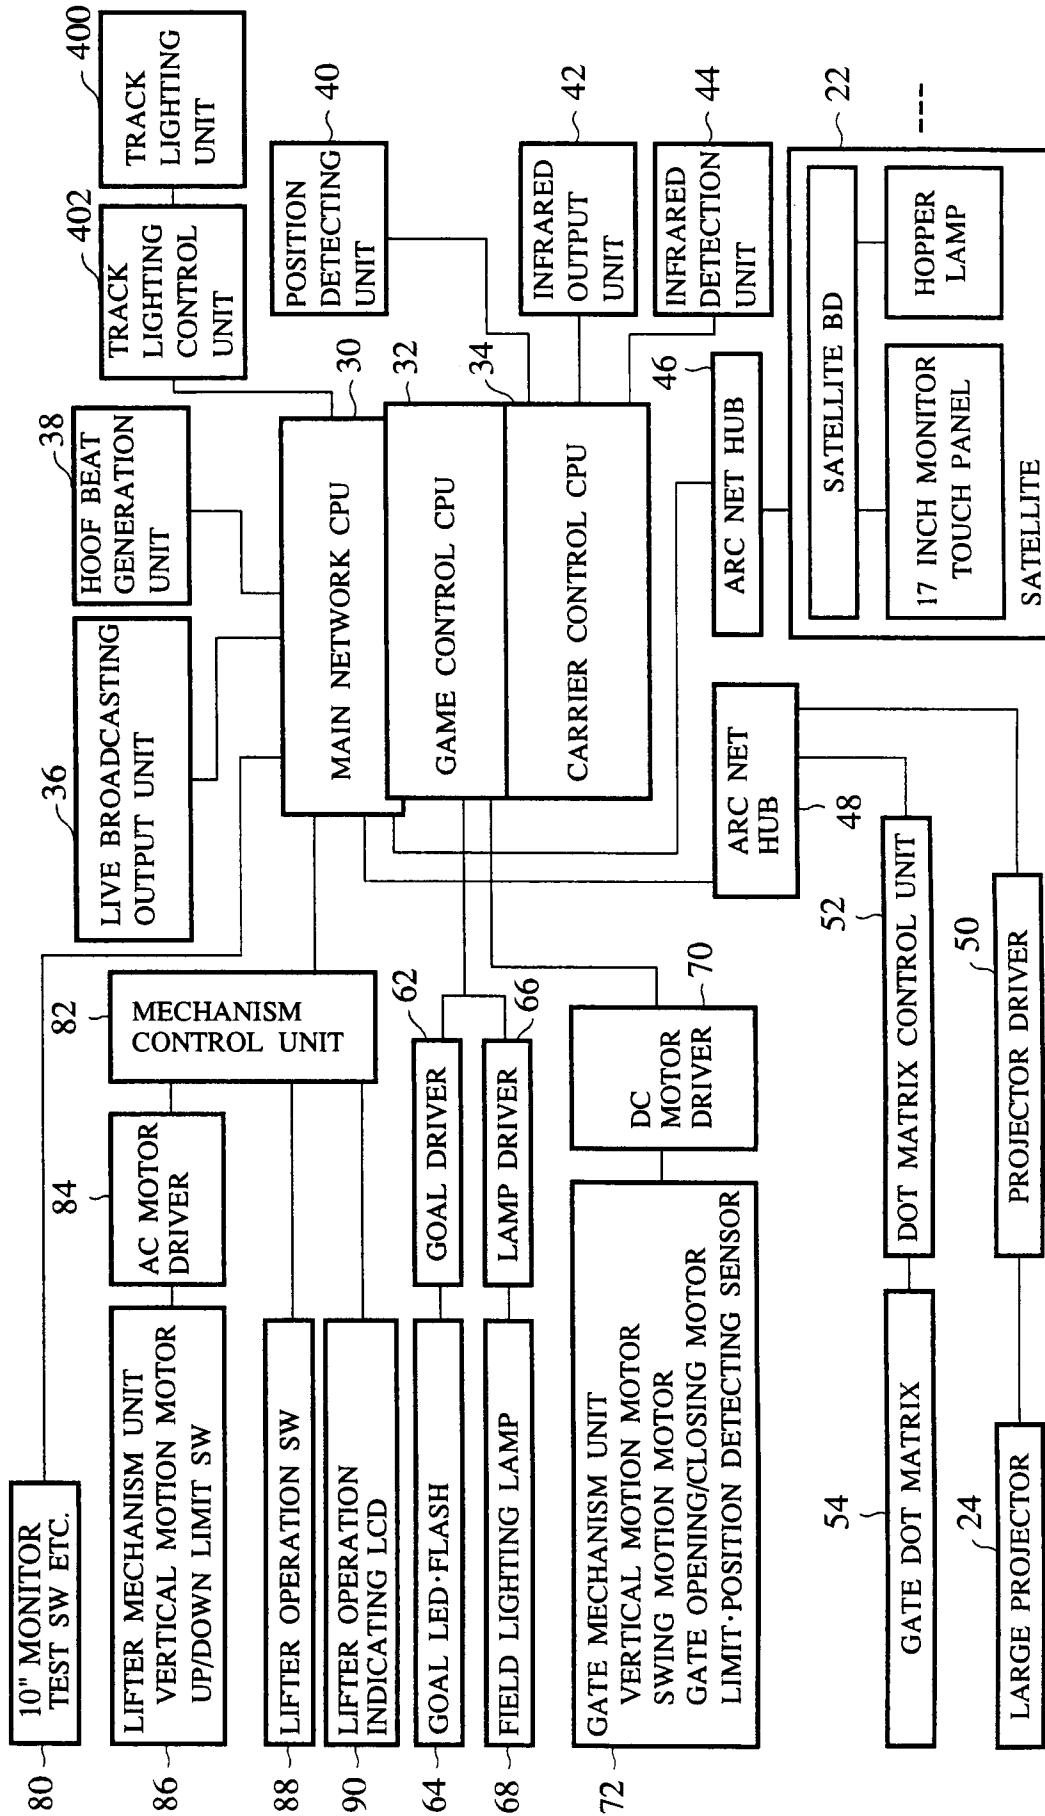 80
10" MONITOR
TEST SW ETC.
86
LIFTER MECHANISM UNIT
VERTICAL MOTION MOTOR
UP/DOWN LIMIT SW
84
AC MOTOR
DRIVER
82
MECHANISM
CONTROL UNIT
88
LIFTER OPERATION SW
90
LIFTER OPERATION
INDICATING LCD
64
GOAL LED·FLASH
62
GOAL DRIVER
68
FIELD LIGHTING LAMP
66
LAMP DRIVER
72
GATE MECHANISM UNIT
VERTICAL MOTION MOTOR
SWING MOTION MOTOR
GATE OPENING/CLOSING MOTOR
LIMIT·POSITION DETECTING SENSOR
70
DC
MOTOR
DRIVER
54
GATE DOT MATRIX
52
DOT MATRIX CONTROL UNIT
24
LARGE PROJECTOR
50
PROJECTOR DRIVER
36
LIVE BROADCASTING
OUTPUT UNIT
38
HOOF BEAT
GENERATION
UNIT
402
TRACK
LIGHTING
CONTROL
UNIT
400
TRACK
LIGHTING
UNIT
30
MAIN NETWORK CPU
32
GAME CONTROL CPU
34
CARRIER CONTROL CPU
40
POSITION
DETECTING
UNIT
42
INFRARED
OUTPUT
UNIT
44
INFRARED
DETECTION
UNIT
48
ARC NET
HUB
46
ARC NET HUB
22
SATELLITE BD
17 INCH MONITOR
TOUCH PANEL
HOPPER
LAMP
SATELLITE